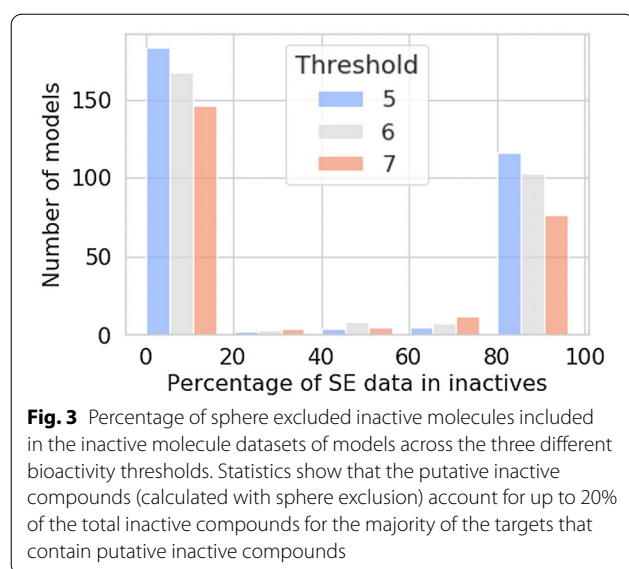 Threshold
5
6
7
Number of models
150
100
50
0
0 20 40 60 80 100
Percentage of SE data in inactives
Fig. 3 Percentage of sphere excluded inactive molecules included
in the inactive molecule datasets of models across the three different
bioactivity thresholds. Statistics show that the putative inactive
compounds (calculated with sphere exclusion) account for up to 20%
of the total inactive compounds for the majority of the targets that
contain putative inactive compounds